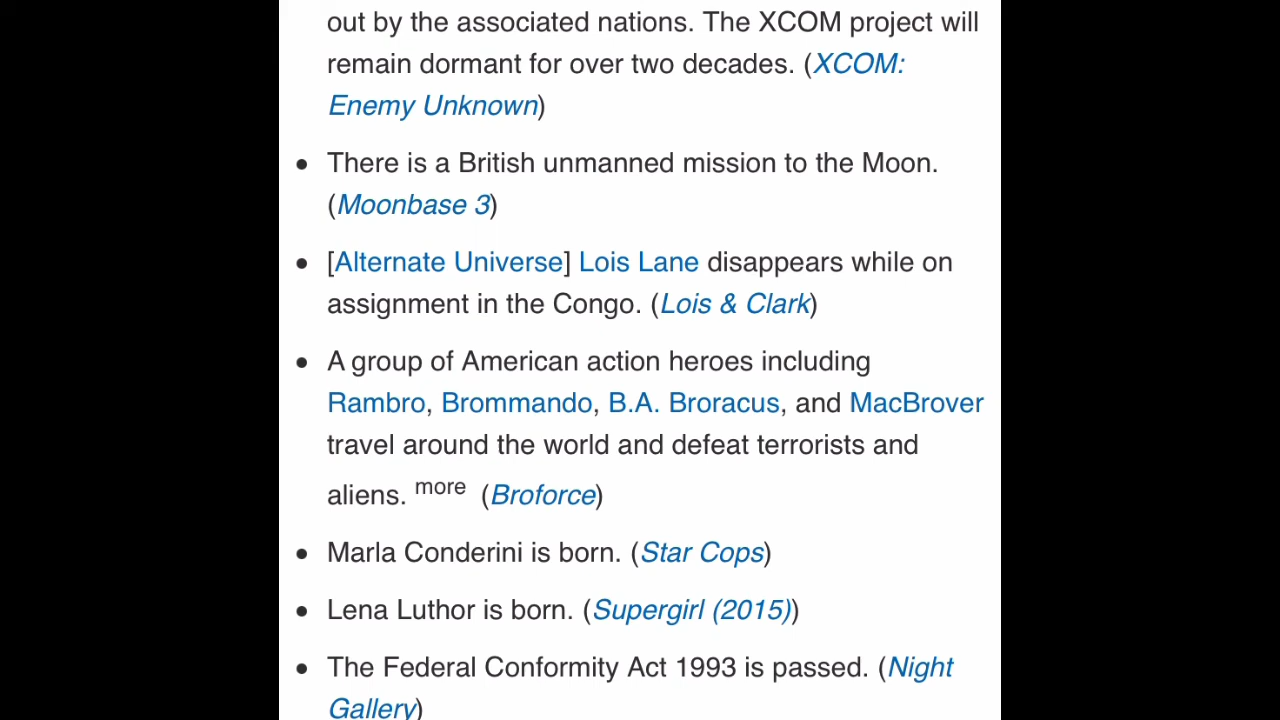 out by the associated nations. The XCOM project will
remain dormant for over two decades. (XCOM:
Enemy Unknown)
• There is a British unmanned mission to the Moon.
(Moonbase 3)
• [Alternate Universe] Lois Lane disappears while on
assignment in the Congo. (Lois & Clark)
• A group of American action heroes including
Rambro, Brommando, B.A. Broracus, and MacBrover
travel around the world and defeat terrorists and
aliens. more (Broforce)
• Marla Conderini is born. (Star Cops)
• Lena Luthor is born. (Supergirl (2015))
• The Federal Conformity Act 1993 is passed. (Night
Gallery)